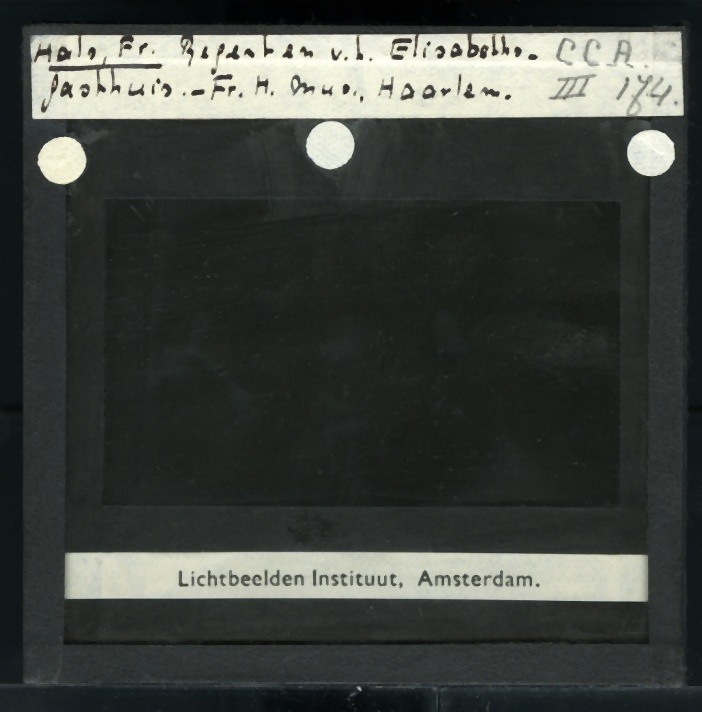 Hals, Fr. Regenten v.h. Elisabeths- CCA.
gasthuis. - Fr. H. Mus., Haarlem. III 174.
Lichtbeelden Instituut, Amsterdam.